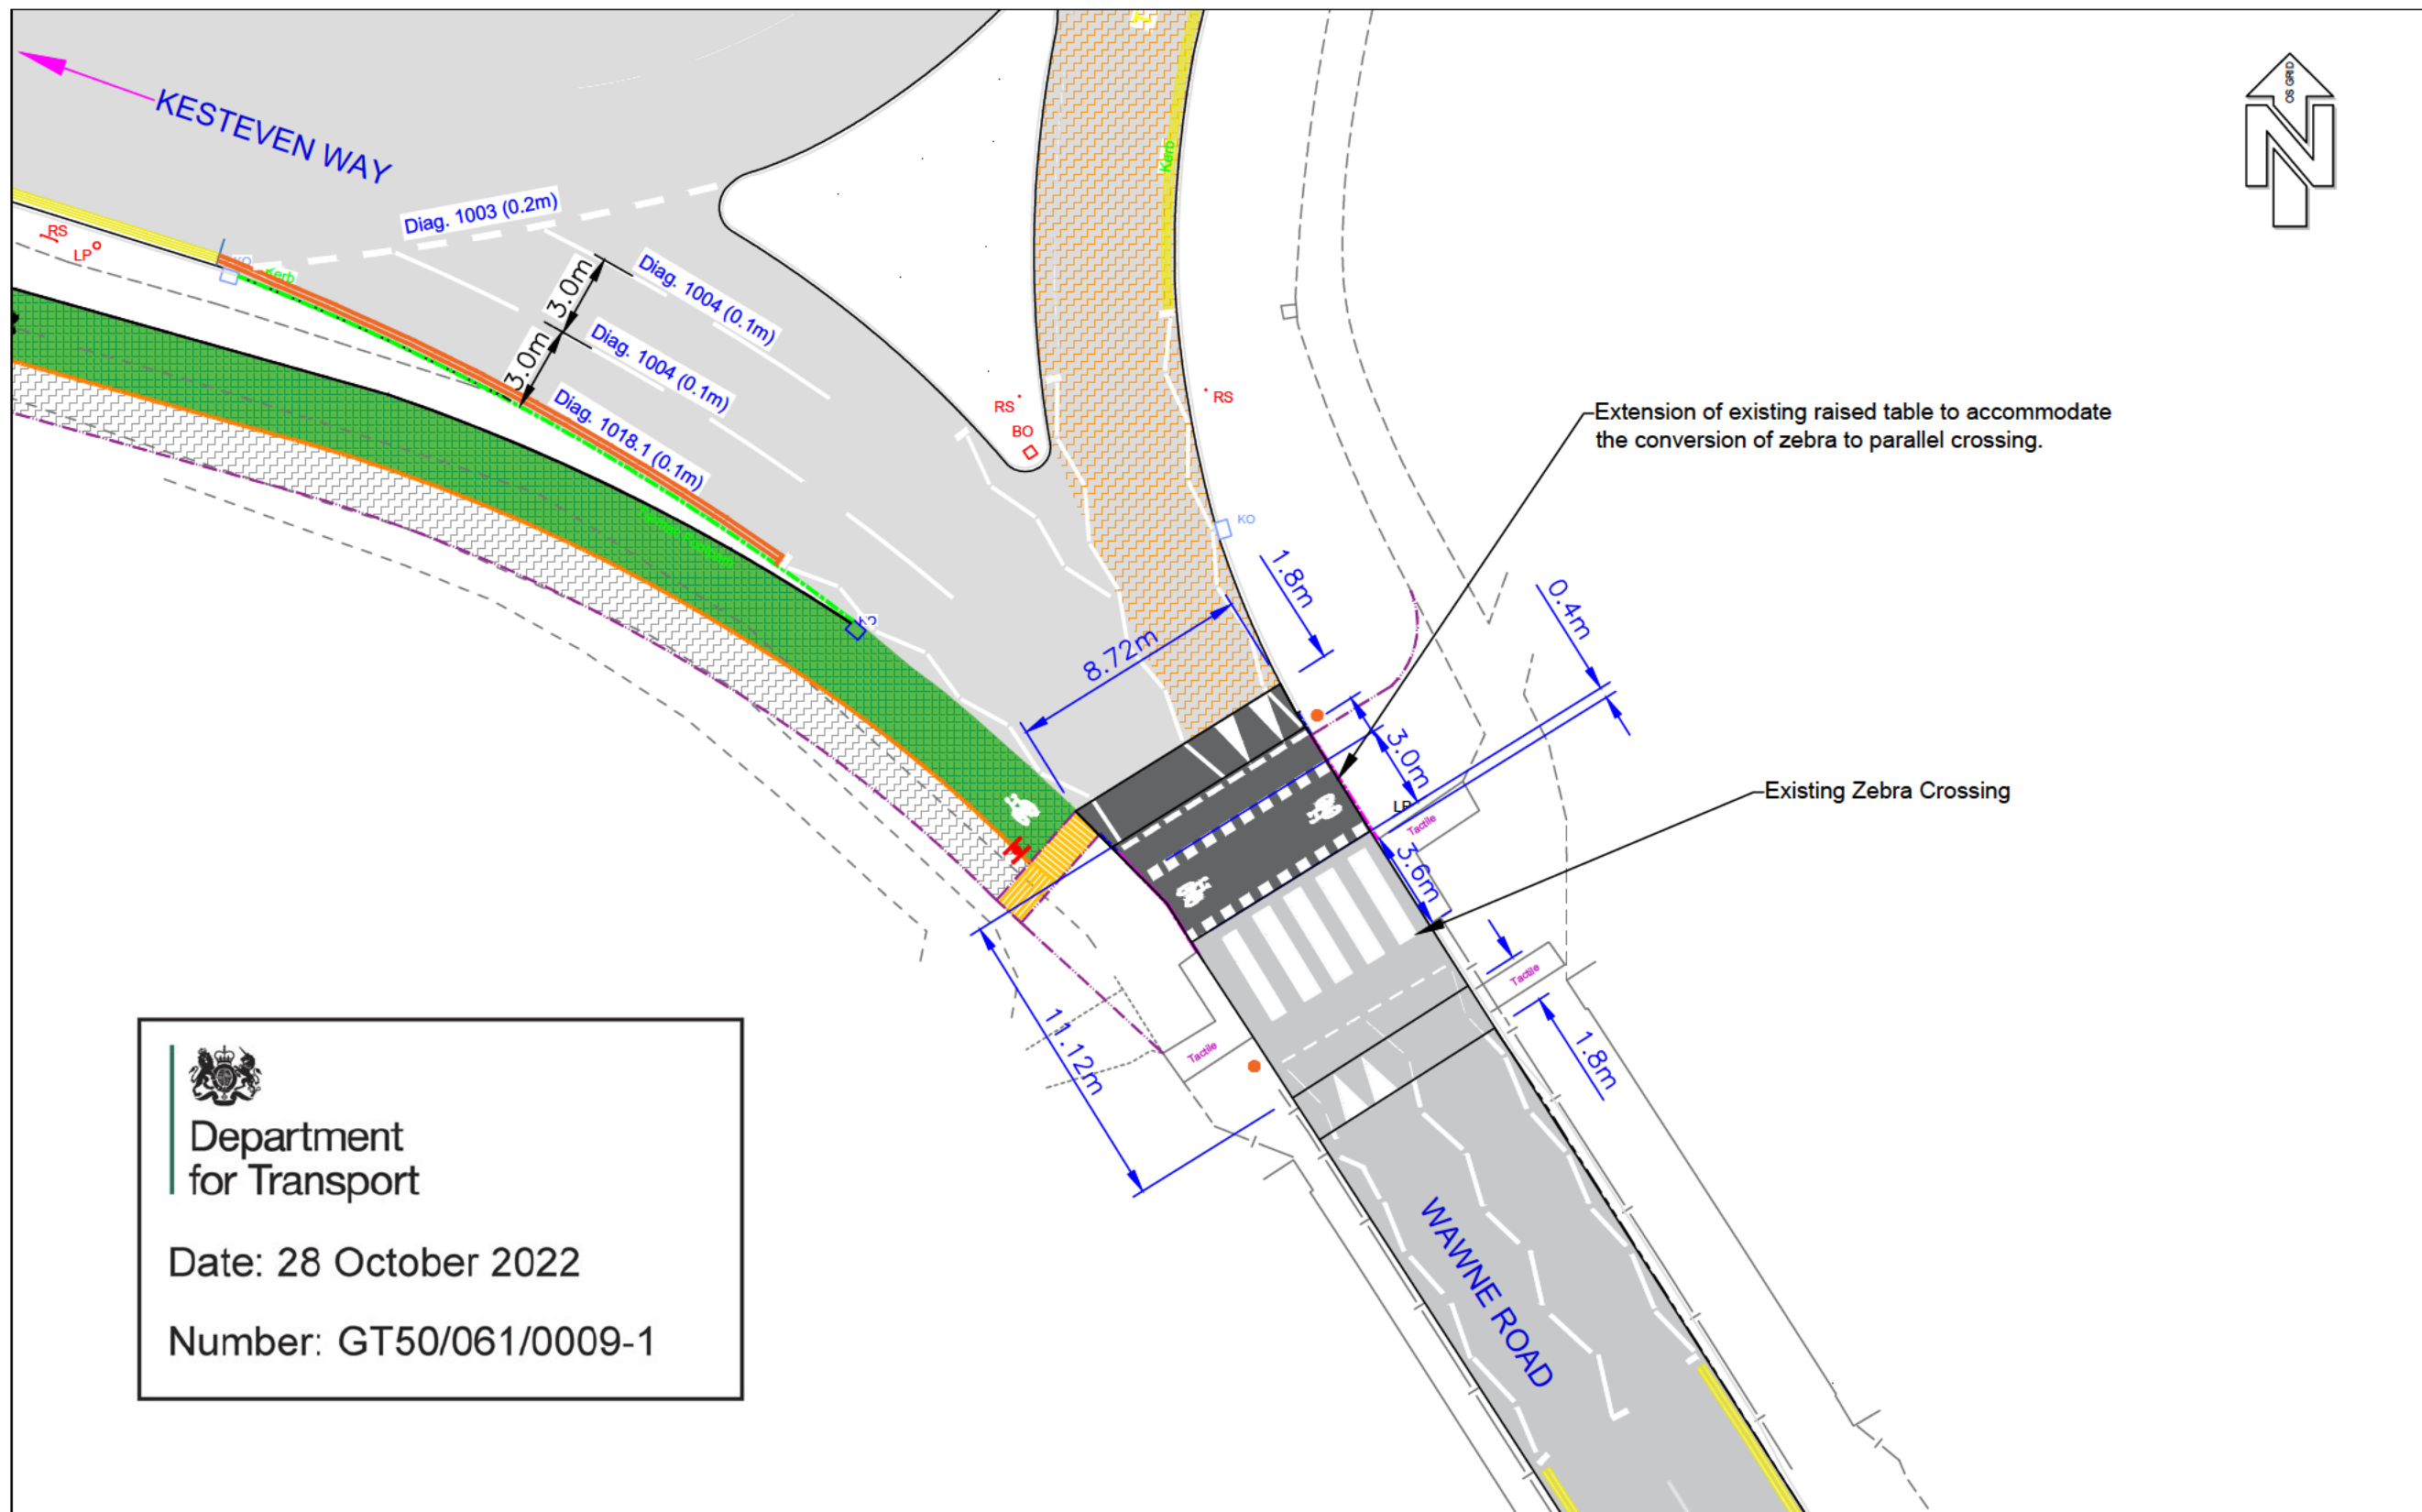 OS GRID
N
KESTEVEN WAY
Diag. 1003 (0.2m)
Kerb
RS
LP
KO
Kerb
3.0m
Diag. 1004 (0.1m)
3.0m
Diag. 1004 (0.1m)
Diag. 1018.1 (0.1m)
RS
BO
RS
Extension of existing raised table to accommodate
the conversion of zebra to parallel crossing.
KO
1.8m
0.4m
8.72m
3.0m
LP
Tactile
Existing Zebra Crossing
3.6m
Tactile
11.12m
Tactile
1.8m
WAWNE ROAD
Department
for Transport
Date: 28 October 2022
Number: GT50/061/0009-1